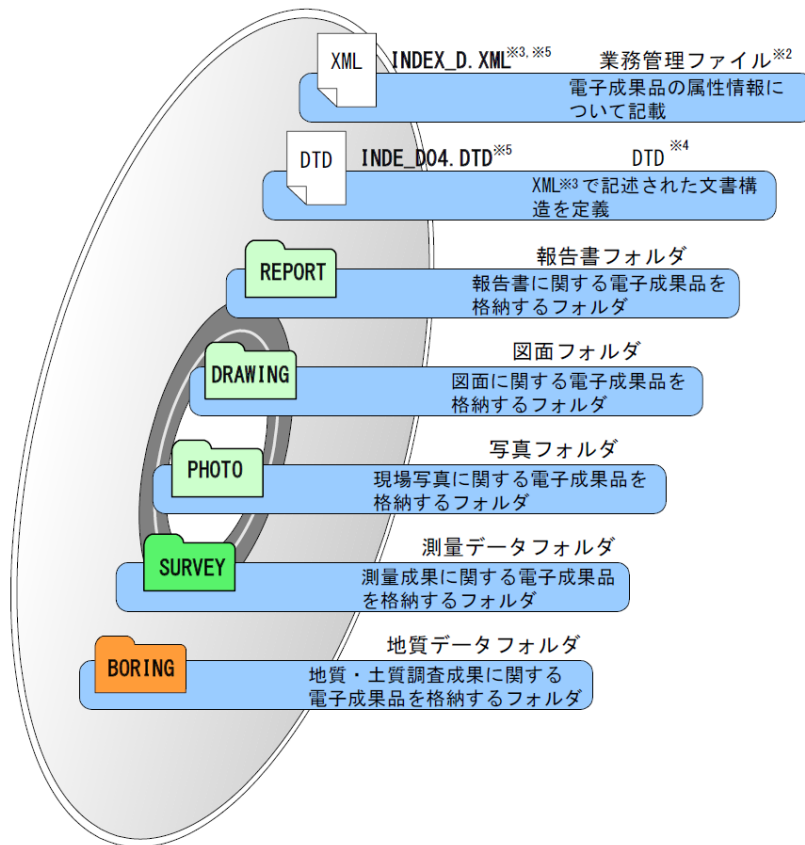 XML
INDEX_D.XML※3,※5 業務管理ファイル※2
電子成果品の属性情報に
ついて記載
DTD
INDE_D04.DTD※5 DTD※4
XML※3で記述された文書構
造を定義
報告書フォルダ
REPORT
報告書に関する電子成果品を
格納するフォルダ
図面フォルダ
DRAWING
図面に関する電子成果品を
格納するフォルダ
写真フォルダ
PHOTO
現場写真に関する電子成果品を
格納するフォルダ
測量データフォルダ
SURVEY
測量成果に関する電子成果品
を格納するフォルダ
地質データフォルダ
BORING
地質・土質調査成果に関する
電子成果品を格納するフォルダ